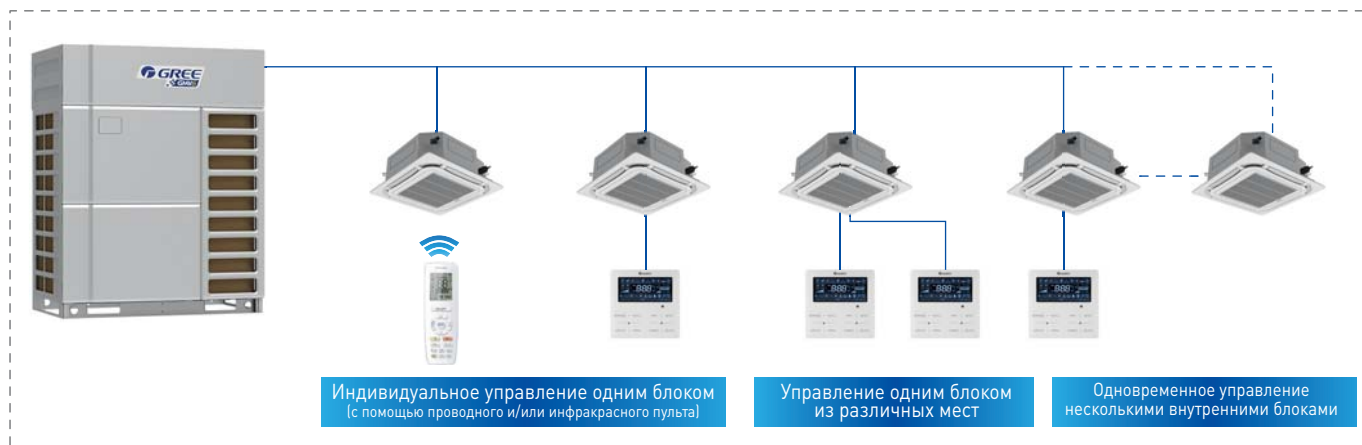 GREE
GMV
Индивидуальное управление одним блоком
(с помощью проводного и/или инфракрасного пульта)
Управление одним блоком
из различных мест
Одновременное управление
несколькими внутренними блоками